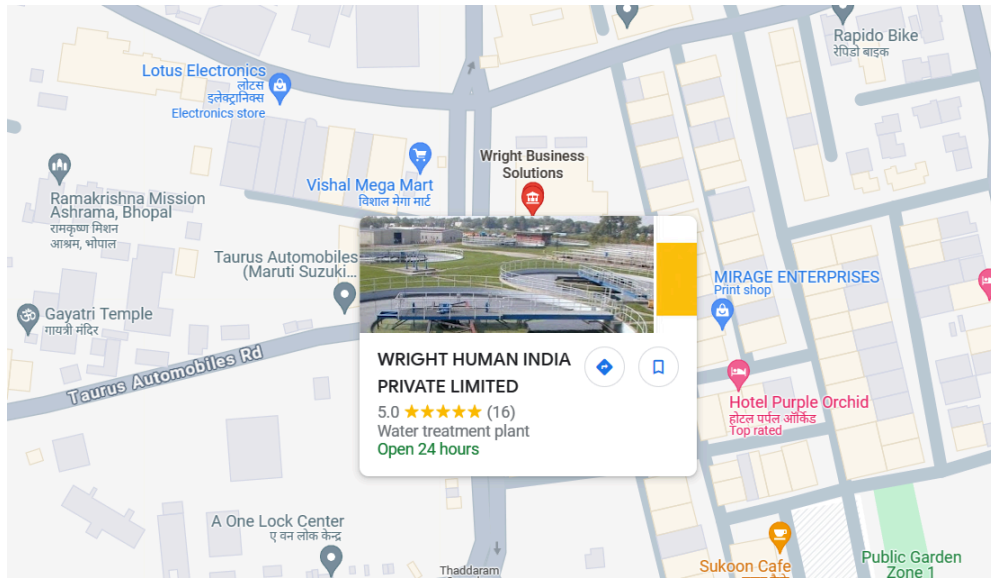 Rapido Bike
रेपिडो बाइक
Lotus Electronics
लोटस
इलेक्ट्रानिक्स
Electronics store
Wright Business
Solutions
Vishal Mega Mart
विशाल मेगा मार्ट
Ramakrishna Mission
Ashrama, Bhopal
रामकृष्ण मिशन
आश्रम, भोपाल
Taurus Automobiles
(Maruti Suzuki...
MIRAGE ENTERPRISES
Print shop
Gayatri Temple
गायत्री मंदिर
Taurus Automobiles Rd
WRIGHT HUMAN INDIA
PRIVATE LIMITED
5.0 ★★★★★ (16)
Water treatment plant
Open 24 hours
Hotel Purple Orchid
होटल पर्पल ऑर्किड
Top rated
A One Lock Center
ए वन लोक केन्द्र
Sukoon Cafe
Public Garden
Zone 1
Thaddaram